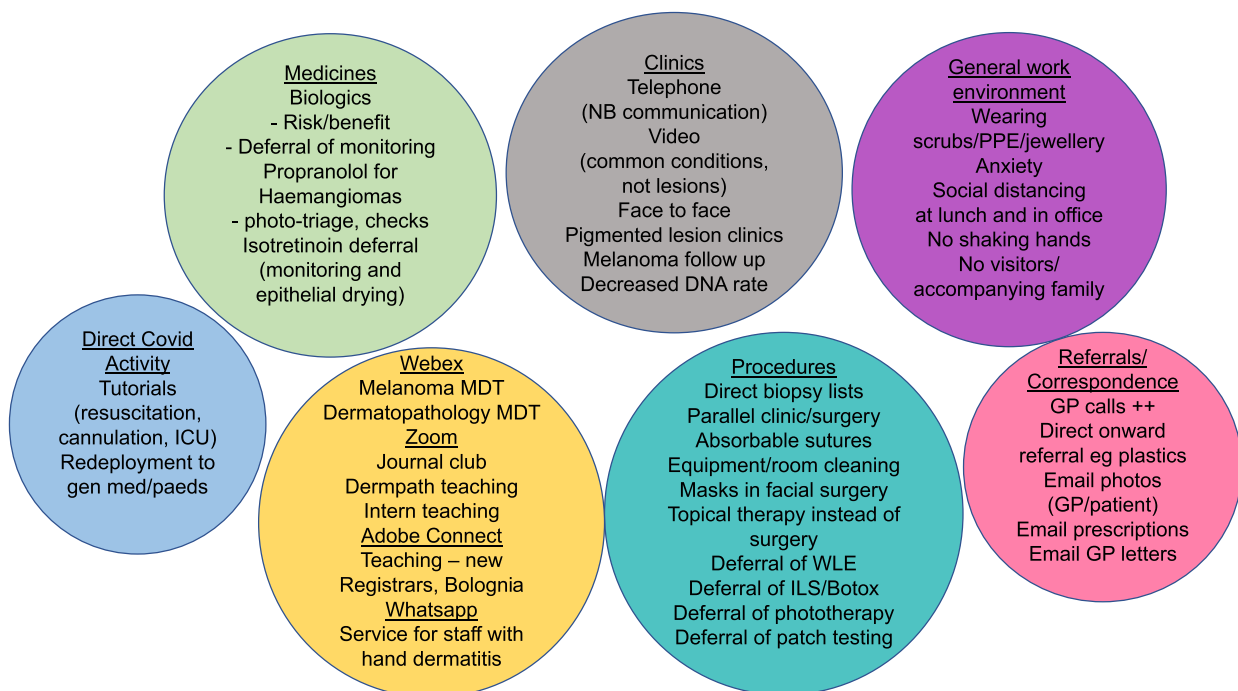 Medicines
Biologics
- Risk/benefit
- Deferral of monitoring
Propranolol for
Haemangiomas
- photo-triage, checks
Isotretinoin deferral
(monitoring and
epithelial drying)
Clinics
Telephone
(NB communication)
Video
(common conditions,
not lesions)
Face to face
Pigmented lesion clinics
Melanoma follow up
Decreased DNA rate
General work
environment
Wearing
scrubs/PPE/jewellery
Anxiety
Social distancing
at lunch and in office
No shaking hands
No visitors/
accompanying family
Direct Covid
Activity
Tutorials
(resuscitation,
cannulation, ICU)
Redeployment to
gen med/paeds
Webex
Melanoma MDT
Dermatopathology MDT
Zoom
Journal club
Dermpath teaching
Intern teaching
Adobe Connect
Teaching – new
Registrars, Bolognia
Whatsapp
Service for staff with
hand dermatitis
Procedures
Direct biopsy lists
Parallel clinic/surgery
Absorbable sutures
Equipment/room cleaning
Masks in facial surgery
Topical therapy instead of
surgery
Deferral of WLE
Deferral of ILS/Botox
Deferral of phototherapy
Deferral of patch testing
Referrals/
Correspondence
GP calls ++
Direct onward
referral eg plastics
Email photos
(GP/patient)
Email prescriptions
Email GP letters